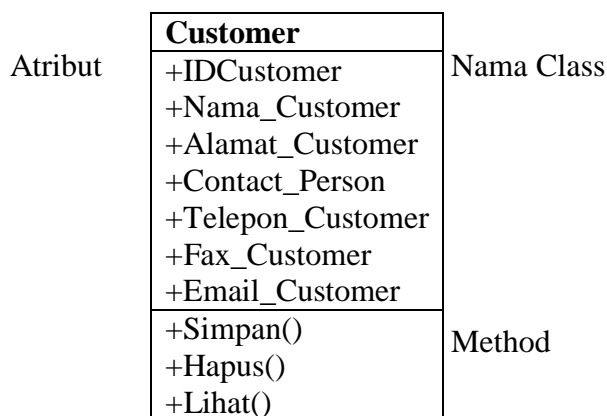 Customer
Atribut
+IDCustomer
Nama Class
+Nama_Customer
+Alamat_Customer
+Contact_Person
+Telepon_Customer
+Fax_Customer
+Email_Customer
+Simpan()
Method
+Hapus()
+Lihat()